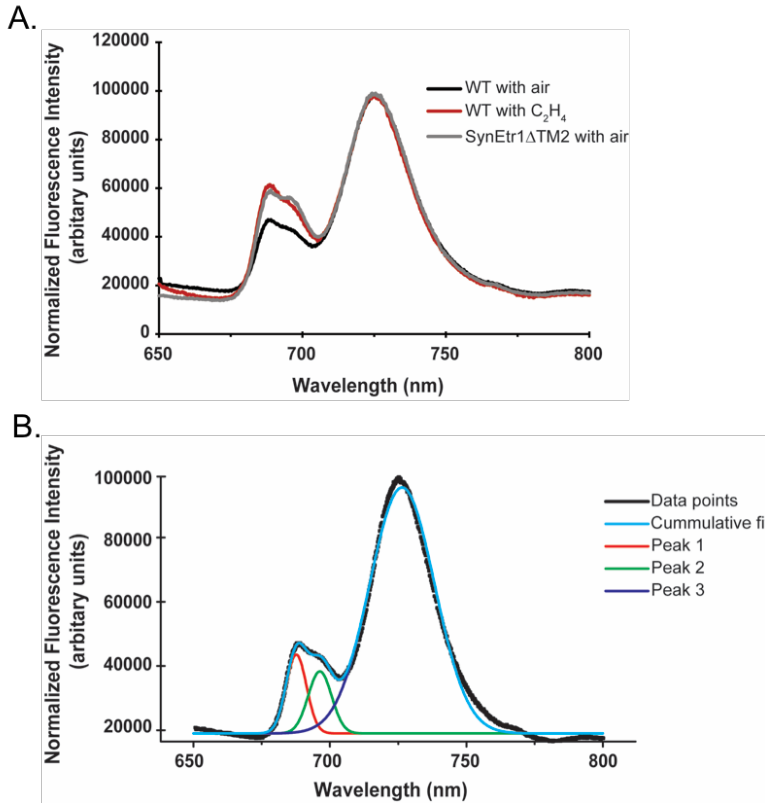 A.
Normalized Fluorescence Intensity
(arbitary units)
120000
100000
80000
60000
40000
20000
0
WT with air
WT with C₂H₄
SynEtr1ΔTM2 with air
650
700
750
800
Wavelength (nm)
B.
Normalized Fluorescence Intensity
(arbitary units)
100000
80000
60000
40000
20000
Data points
Cummulative fi
Peak 1
Peak 2
Peak 3
650
700
750
800
Wavelength (nm)